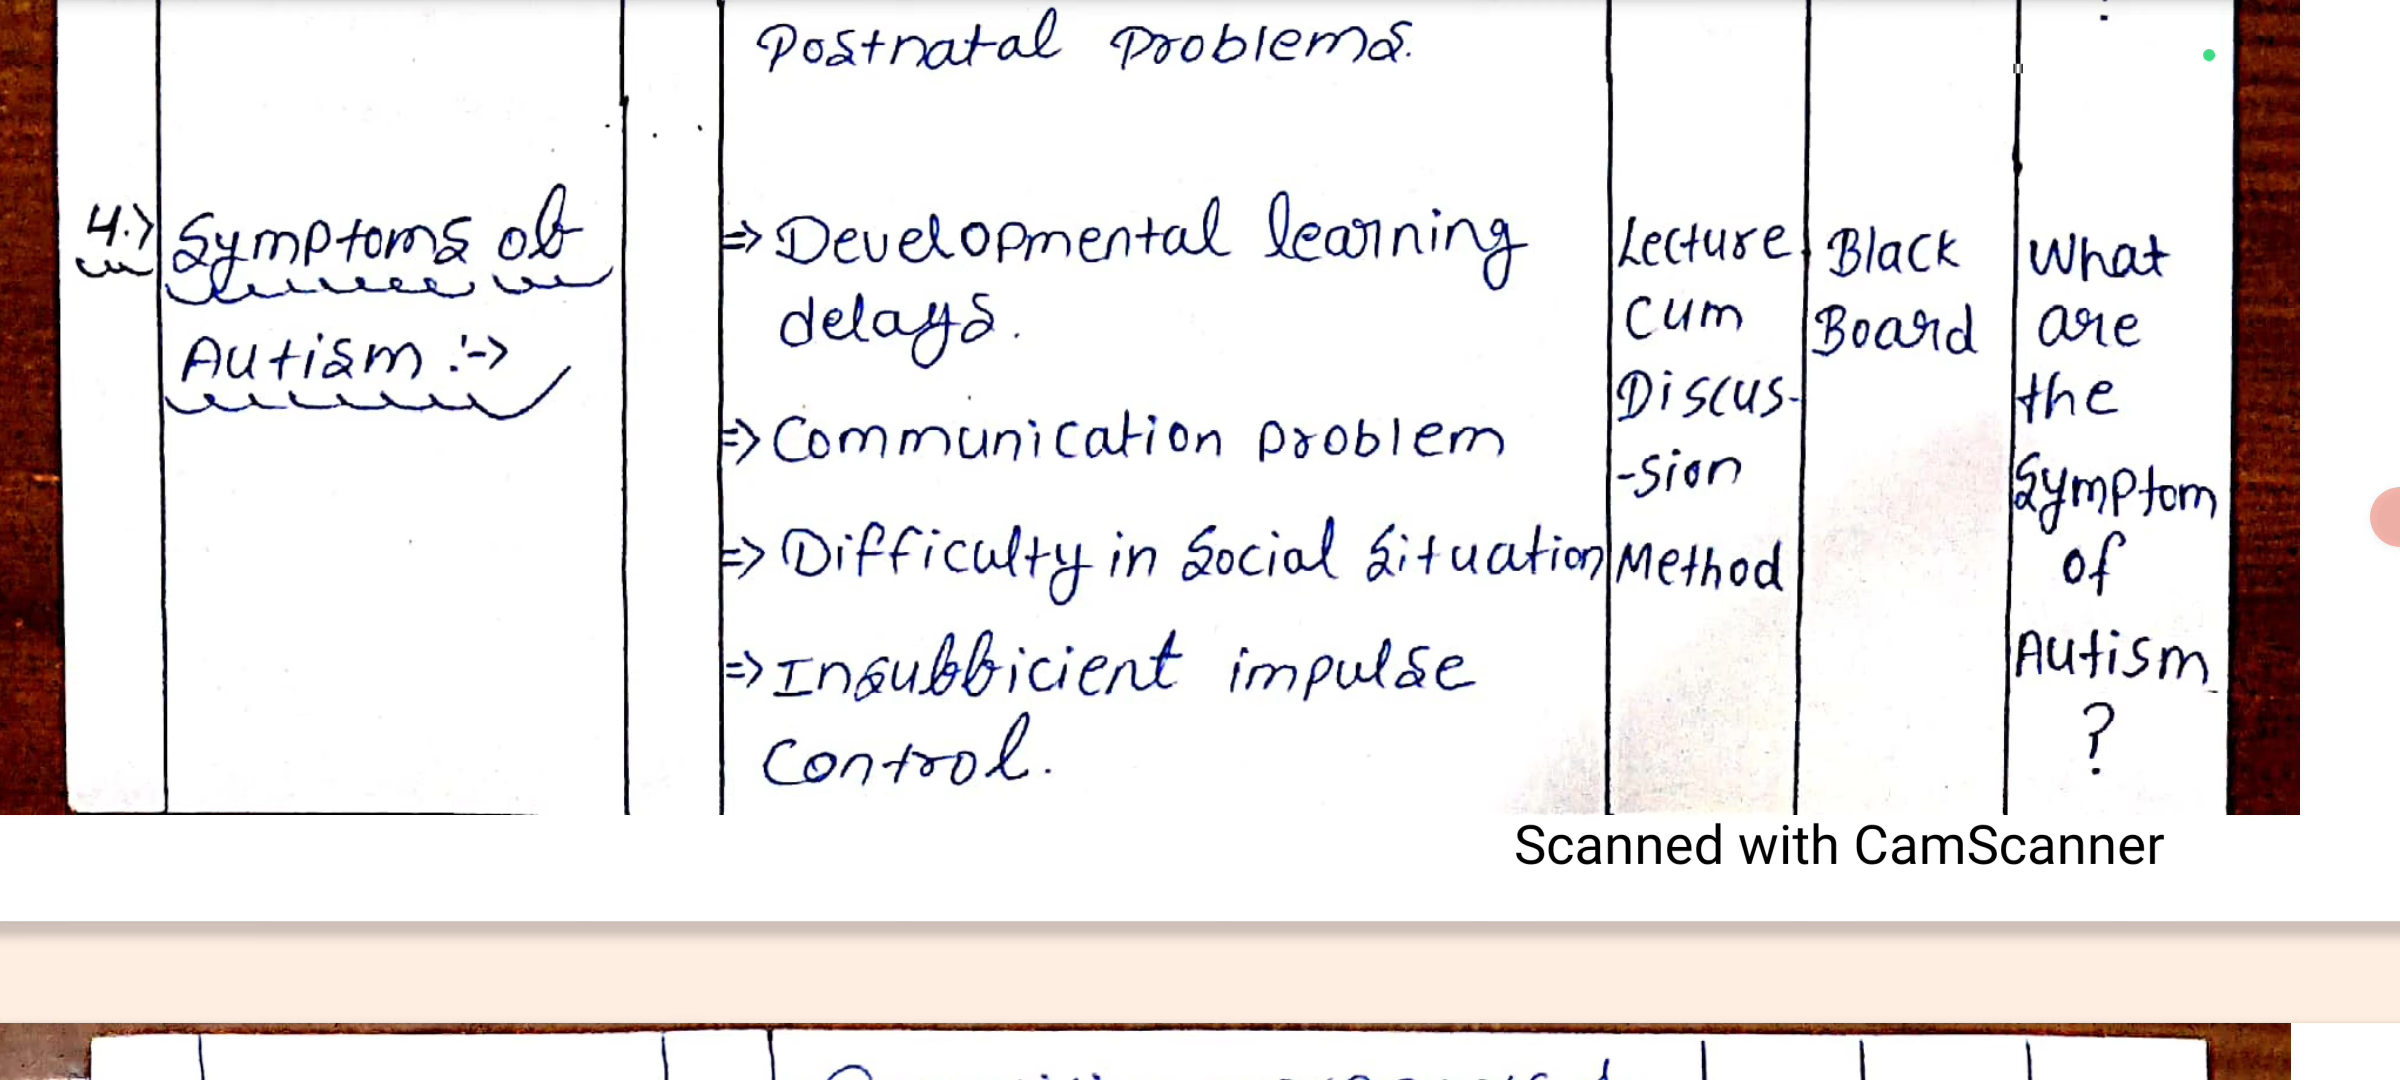 Postnatal Problems.
4.) Symptoms of
Autism :->
=> Developmental learning
delays.
=> Communication problem
=> Difficulty in Social Situation
=> Insufficient impulse
Control.
Lecture
Cum
Discus-
-sion
Method
Black
Board
What
are
the
Symptom
of
Autism
?
Scanned with CamScanner